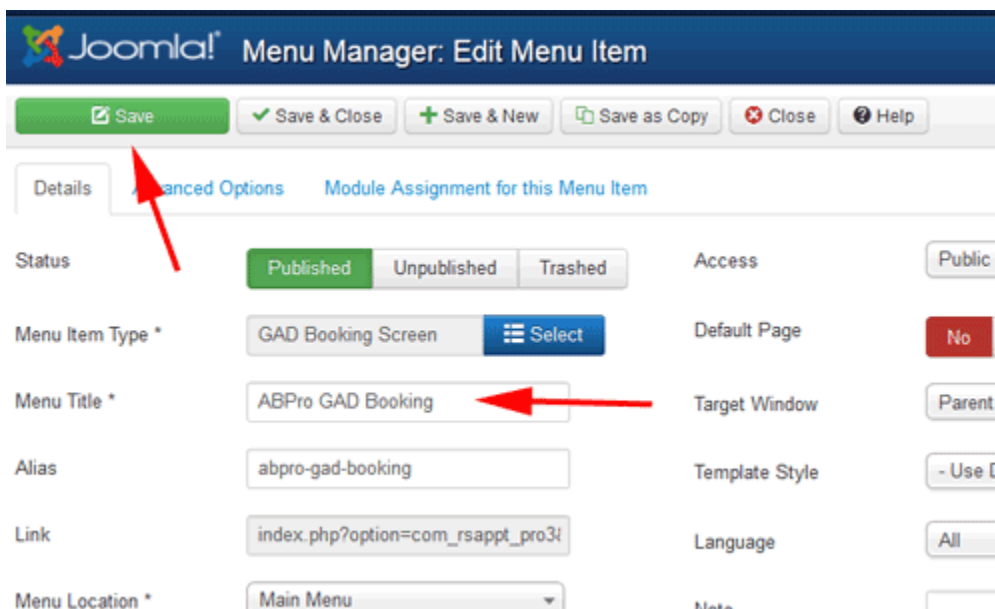 Joomla!® Menu Manager: Edit Menu Item
Save Save & Close Save & New Save as Copy Close Help
Details Options Module Assignment for this Menu Item
Status Published Unpublished Trashed Access Public
Menu Item Type * GAD Booking Screen Select Default Page No
Menu Title * ABPro GAD Booking Target Window Parent
Alias abpro-gad-booking Template Style - Use
Link index.php?option=com_rsappt_pro3& Language All
Menu Location * Main Menu Note